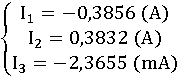 I₁ = −0,3856 (A)
I₂ = 0,3832 (A)
I₃ = −2,3655 (mA)